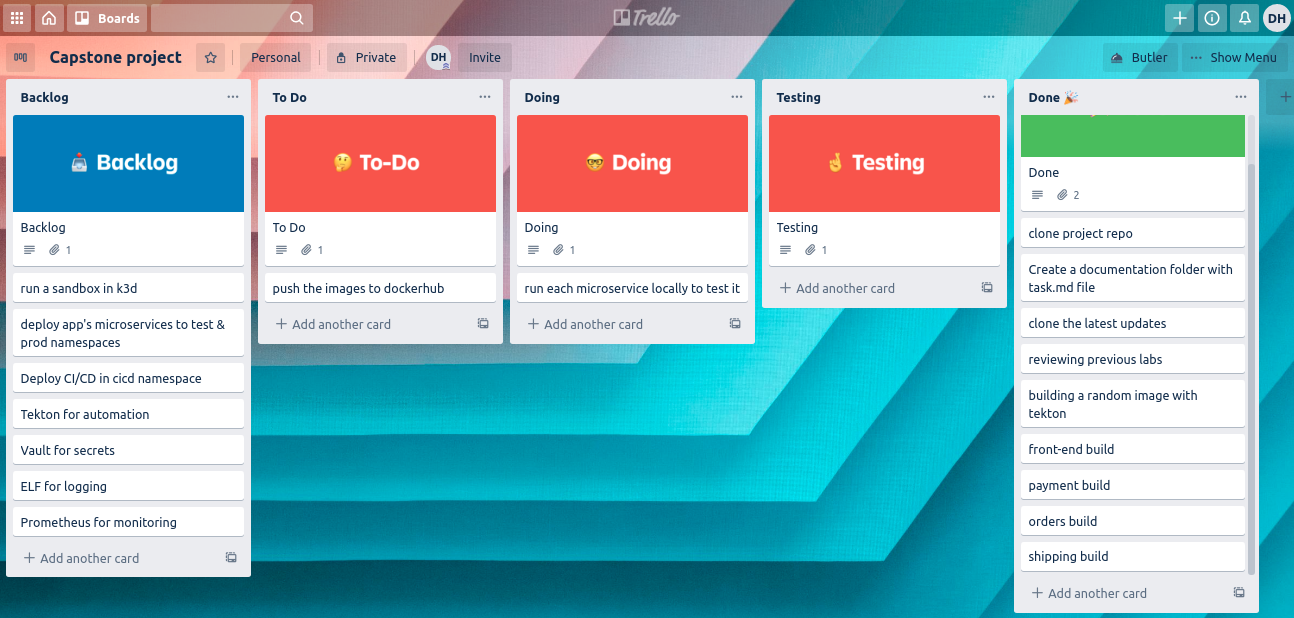 Boards
Trello
DH
Capstone project
Personal
Private
DH
Invite
Butler
Show Menu
Backlog
Backlog
Backlog
1
run a sandbox in k3d
deploy app's microservices to test &
prod namespaces
Deploy CI/CD in cicd namespace
Tekton for automation
Vault for secrets
ELF for logging
Prometheus for monitoring
Add another card
To Do
To-Do
To Do
1
push the images to dockerhub
Add another card
Doing
Doing
Doing
1
run each microservice locally to test it
Add another card
Testing
Testing
Testing
1
Add another card
Done
Done
2
clone project repo
Create a documentation folder with
task.md file
clone the latest updates
reviewing previous labs
building a random image with
tekton
front-end build
payment build
orders build
shipping build
Add another card